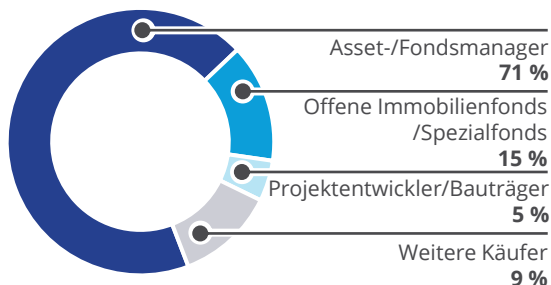 Asset-/Fondsmanager
71 %
Offene Immobilienfonds
/Spezialfonds
15 %
Projektentwickler/Bauträger
5 %
Weitere Käufer
9 %